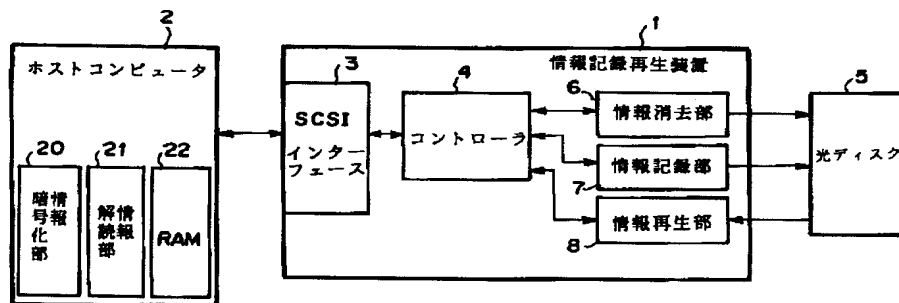 2
ホストコンピュータ
20
情報
暗号化部
21
情報
解読部
22
RAM
1
情報記録再生装置
3
SCSI
インター
フェース
4
コントローラ
6
情報消去部
7
情報記録部
8
情報再生部
5
光ディスク